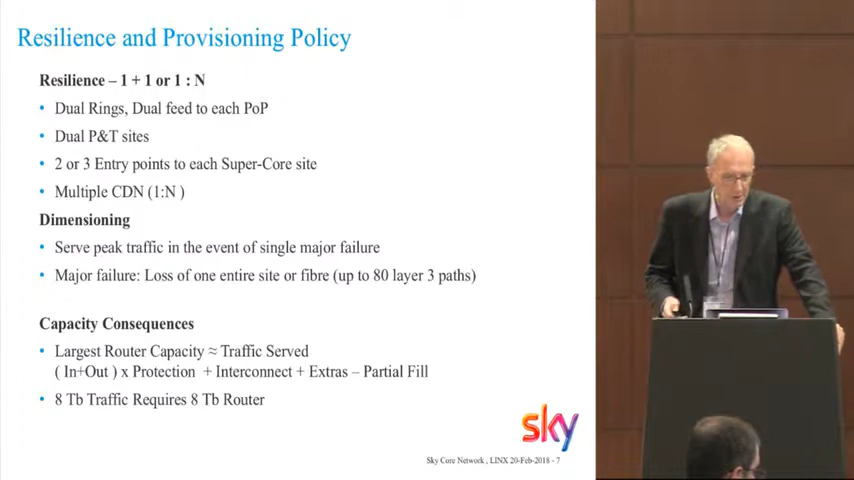 Resilience and Provisioning Policy
Resilience – 1 + 1 or 1 : N
• Dual Rings, Dual feed to each PoP
• Dual P&T sites
• 2 or 3 Entry points to each Super-Core site
• Multiple CDN (1:N )
Dimensioning
• Serve peak traffic in the event of single major failure
• Major failure: Loss of one entire site or fibre (up to 80 layer 3 paths)
Capacity Consequences
• Largest Router Capacity ≈ Traffic Served
( In+Out ) x Protection + Interconnect + Extras – Partial Fill
• 8 Tb Traffic Requires 8 Tb Router
sky
Sky Core Network , LINX 20-Feb-2018 - 7